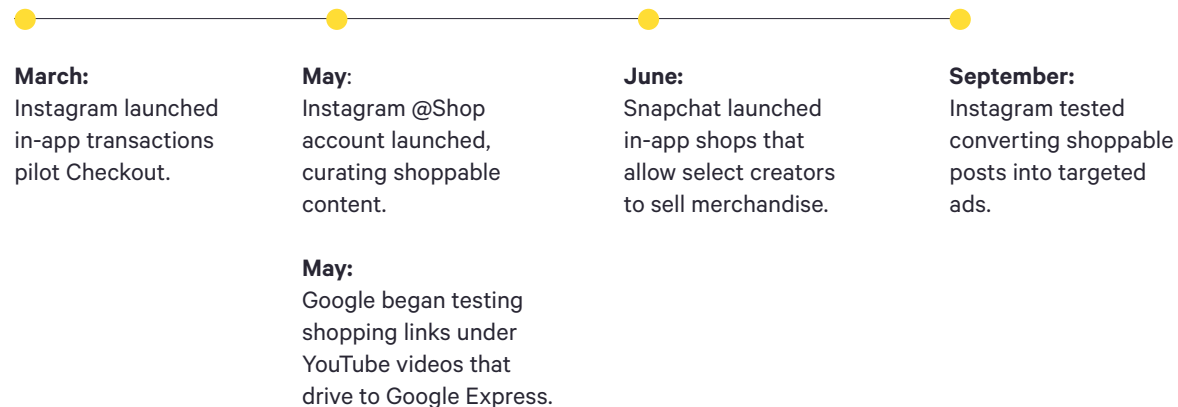 March:
Instagram launched
in-app transactions
pilot Checkout.
May:
Instagram @Shop
account launched,
curating shoppable
content.
May:
Google began testing
shopping links under
YouTube videos that
drive to Google Express.
June:
Snapchat launched
in-app shops that
allow select creators
to sell merchandise.
September:
Instagram tested
converting shoppable
posts into targeted
ads.